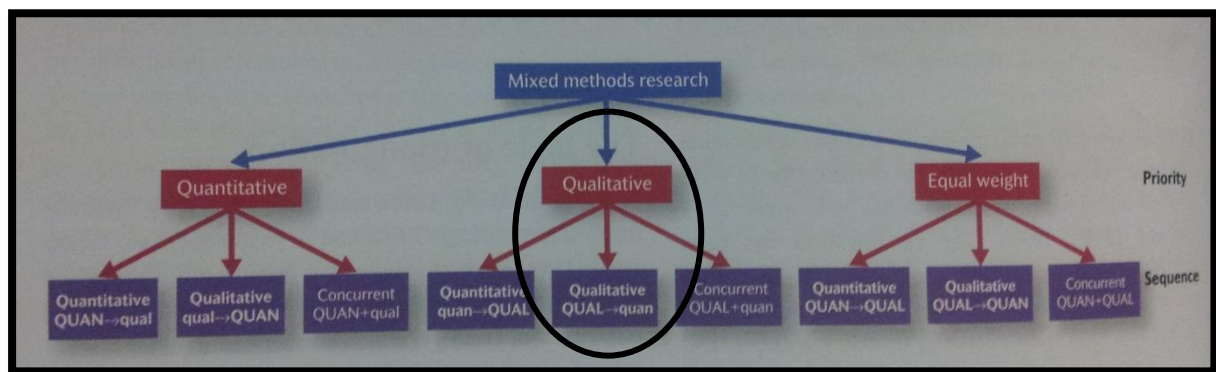 Mixed methods research
Quantitative
Qualitative
Equal weight
Priority
Quantitative
QUAN→qual
Qualitative
qual→QUAN
Concurrent
QUAN+qual
Quantitative
quan→QUAL
Qualitative
QUAL→quan
Concurrent
QUAL+quan
Quantitative
QUAN→QUAL
Qualitative
QUAL→QUAN
Concurrent
QUAN+QUAL
Sequence